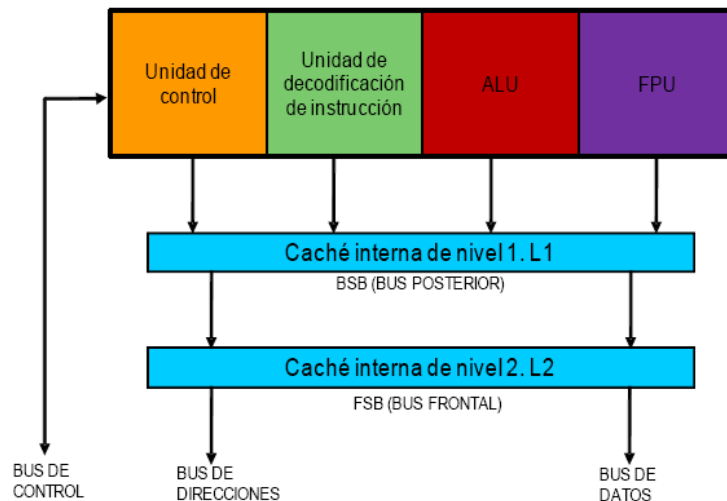 Unidad de
control
Unidad de
decodificación
de instrucción
ALU
FPU
Caché interna de nivel 1. L1
BSB (BUS POSTERIOR)
Caché interna de nivel 2. L2
FSB (BUS FRONTAL)
BUS DE
CONTROL
BUS DE
DIRECCIONES
BUS DE
DATOS